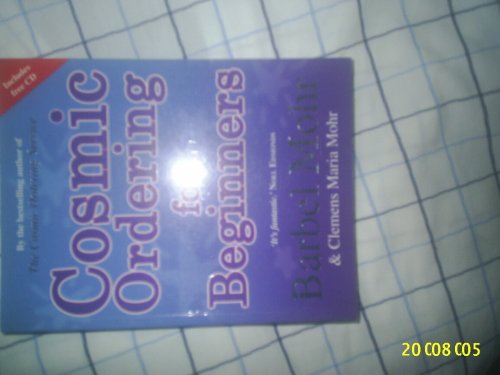 Includes
free CD
By the bestselling author of
The Cosmic Ordering Service
Cosmic
Ordering
for
Beginners
'It's fantastic.' NOEL EDMONDS
Barbel Mohr
& Clemens Maria Mohr
20 08 05